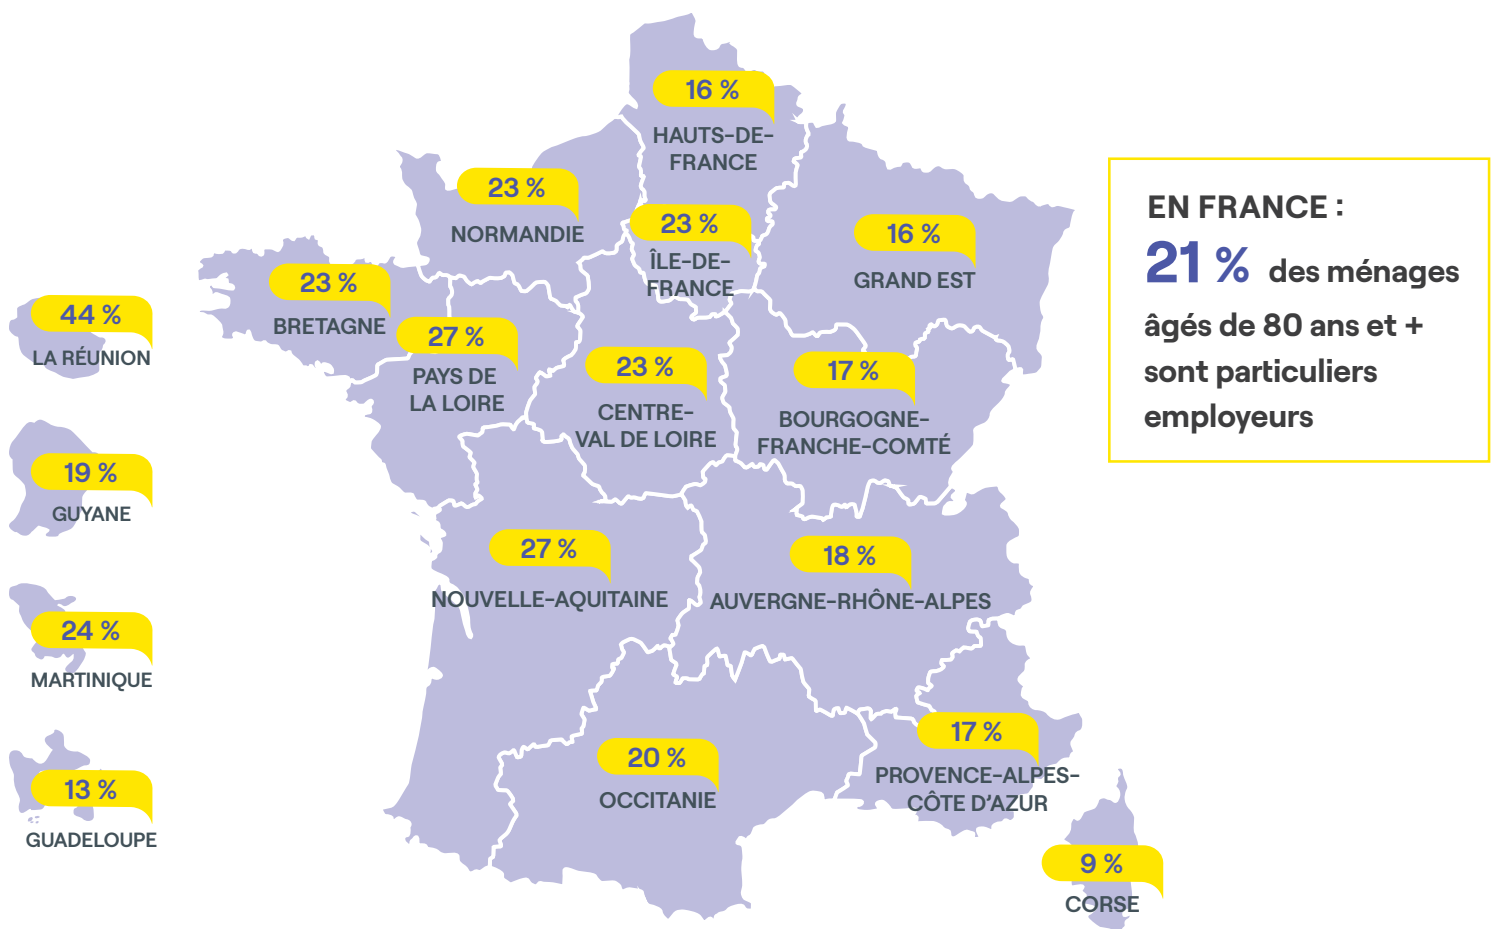 16 %
HAUTS-DE-
FRANCE
23 %
NORMANDIE
23 %
ÎLE-DE-
FRANCE
16 %
GRAND EST
23 %
BRETAGNE
27 %
PAYS DE
LA LOIRE
23 %
CENTRE-
VAL DE LOIRE
17 %
BOURGOGNE-
FRANCHE-COMTÉ
27 %
NOUVELLE-AQUITAINE
18 %
AUVERGNE-RHÔNE-ALPES
20 %
OCCITANIE
17 %
PROVENCE-ALPES-
CÔTE D'AZUR
9 %
CORSE
44 %
LA RÉUNION
19 %
GUYANE
24 %
MARTINIQUE
13 %
GUADELOUPE
EN FRANCE :
21 % des ménages
âgés de 80 ans et +
sont particuliers
employeurs